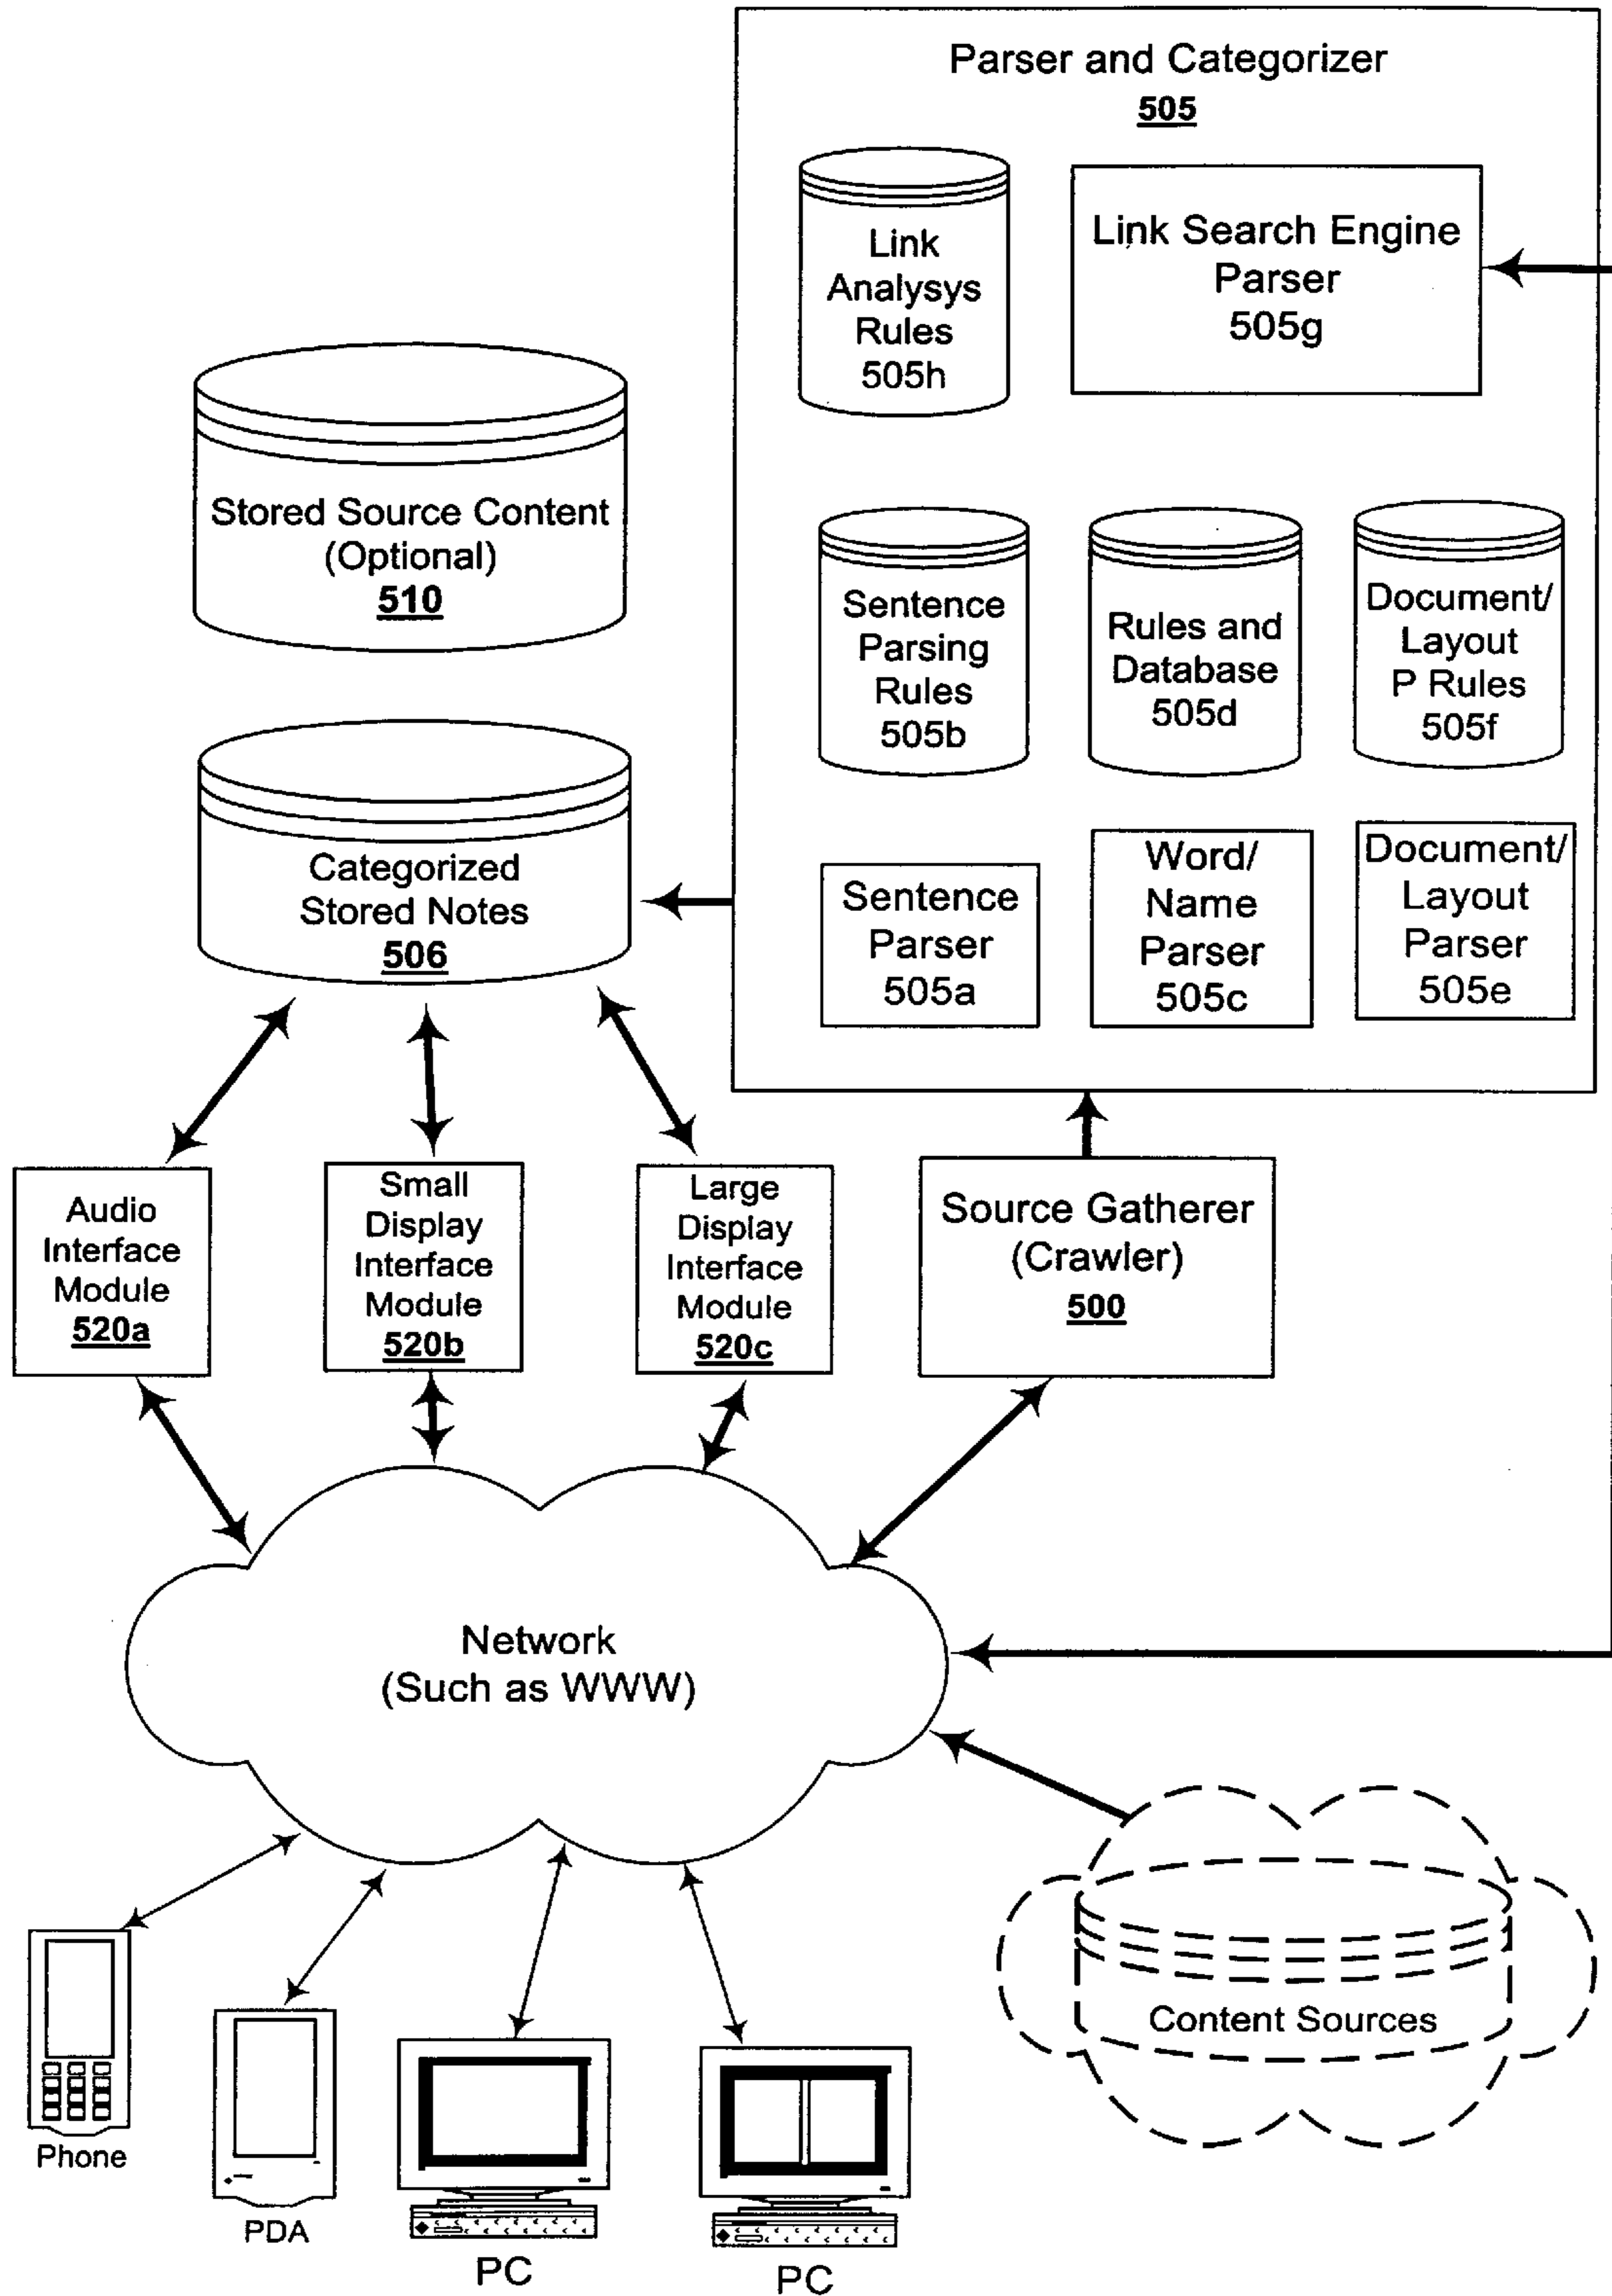 Parser and Categorizer
505
Link
Analysys
Rules
505h
Link Search Engine
Parser
505g
Stored Source Content
(Optional)
510
Sentence
Parsing
Rules
505b
Rules and
Database
505d
Document/
Layout
P Rules
505f
Categorized
Stored Notes
506
Sentence
Parser
505a
Word/
Name
Parser
505c
Document/
Layout
Parser
505e
Audio
Interface
Module
520a
Small
Display
Interface
Module
520b
Large
Display
Interface
Module
520c
Source Gatherer
(Crawler)
500
Network
(Such as WWW)
Content Sources
Phone
PDA
PC
PC